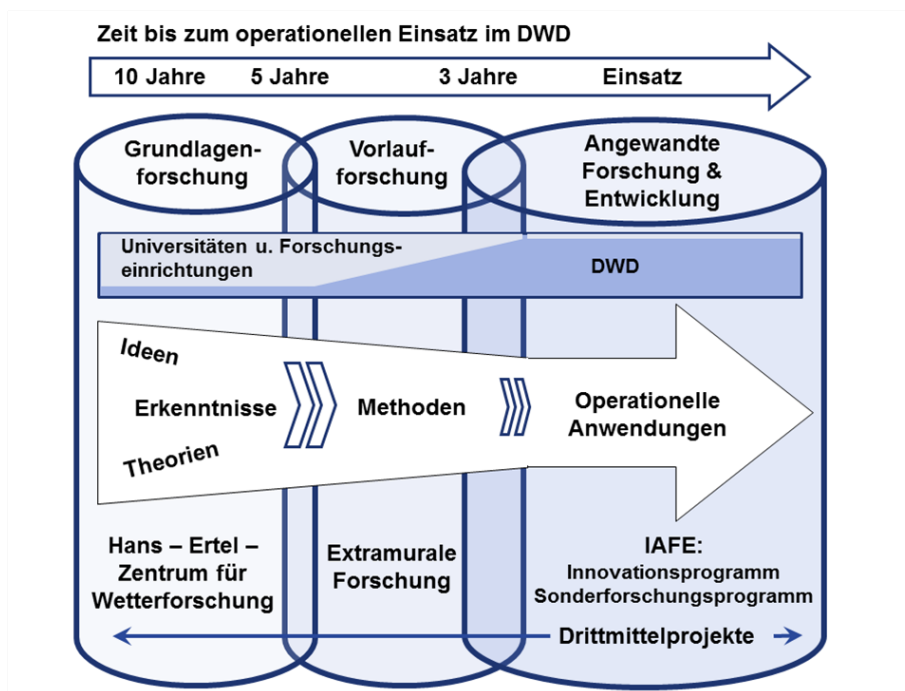 Zeit bis zum operationellen Einsatz im DWD
10 Jahre 5 Jahre 3 Jahre Einsatz
Grundlagen-
forschung
Vorlauf-
forschung
Angewandte
Forschung &
Entwicklung
Universitäten u. Forschungs-
einrichtungen
DWD
Ideen
Erkenntnisse
Theorien
Methoden
Operationelle
Anwendungen
Hans – Ertel –
Zentrum für
Wetterforschung
Extramurale
Forschung
IAFE:
Innovationsprogramm
Sonderforschungsprogramm
Drittmittelprojekte